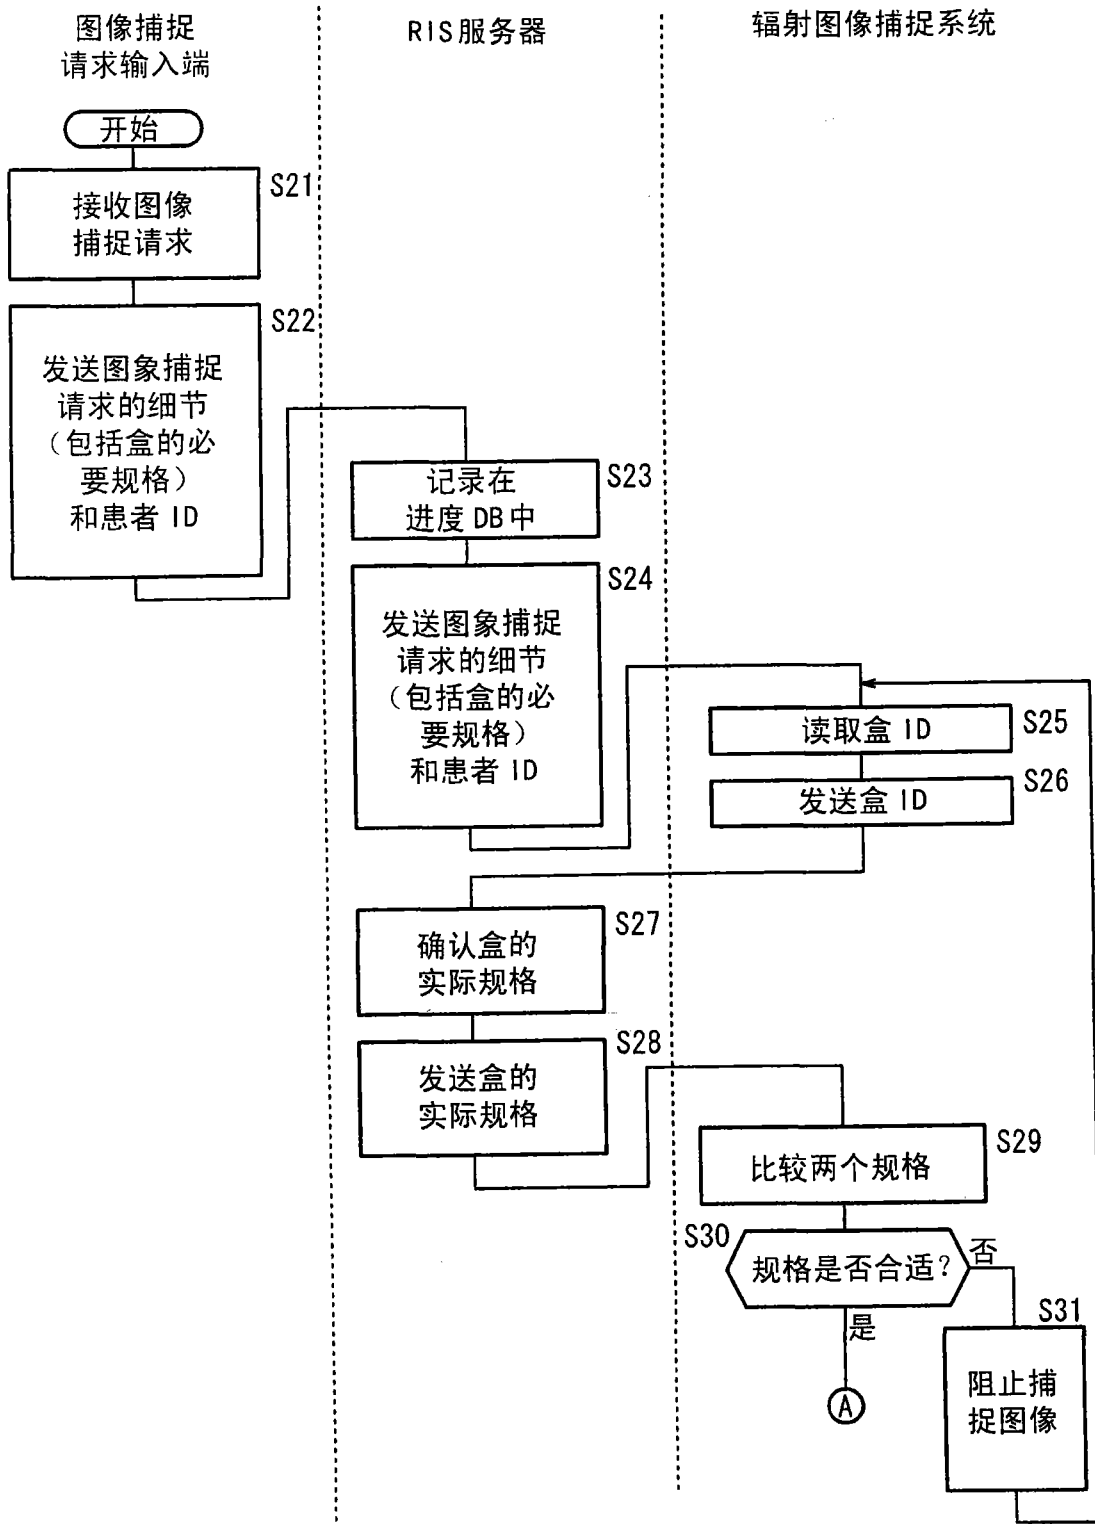 图像捕捉
请求输入端
RIS服务器
辐射图像捕捉系统
开始
S21
接收图像
捕捉请求
S22
发送图象捕捉
请求的细节
（包括盒的必
要规格）
和患者 ID
S23
记录在
进度 DB中
S24
发送图象捕捉
请求的细节
（包括盒的必
要规格）
和患者 ID
S25
读取盒 ID
S26
发送盒 ID
S27
确认盒的
实际规格
S28
发送盒的
实际规格
S29
比较两个规格
S30
规格是否合适？
否
是
S31
阻止捕
捉图像
A